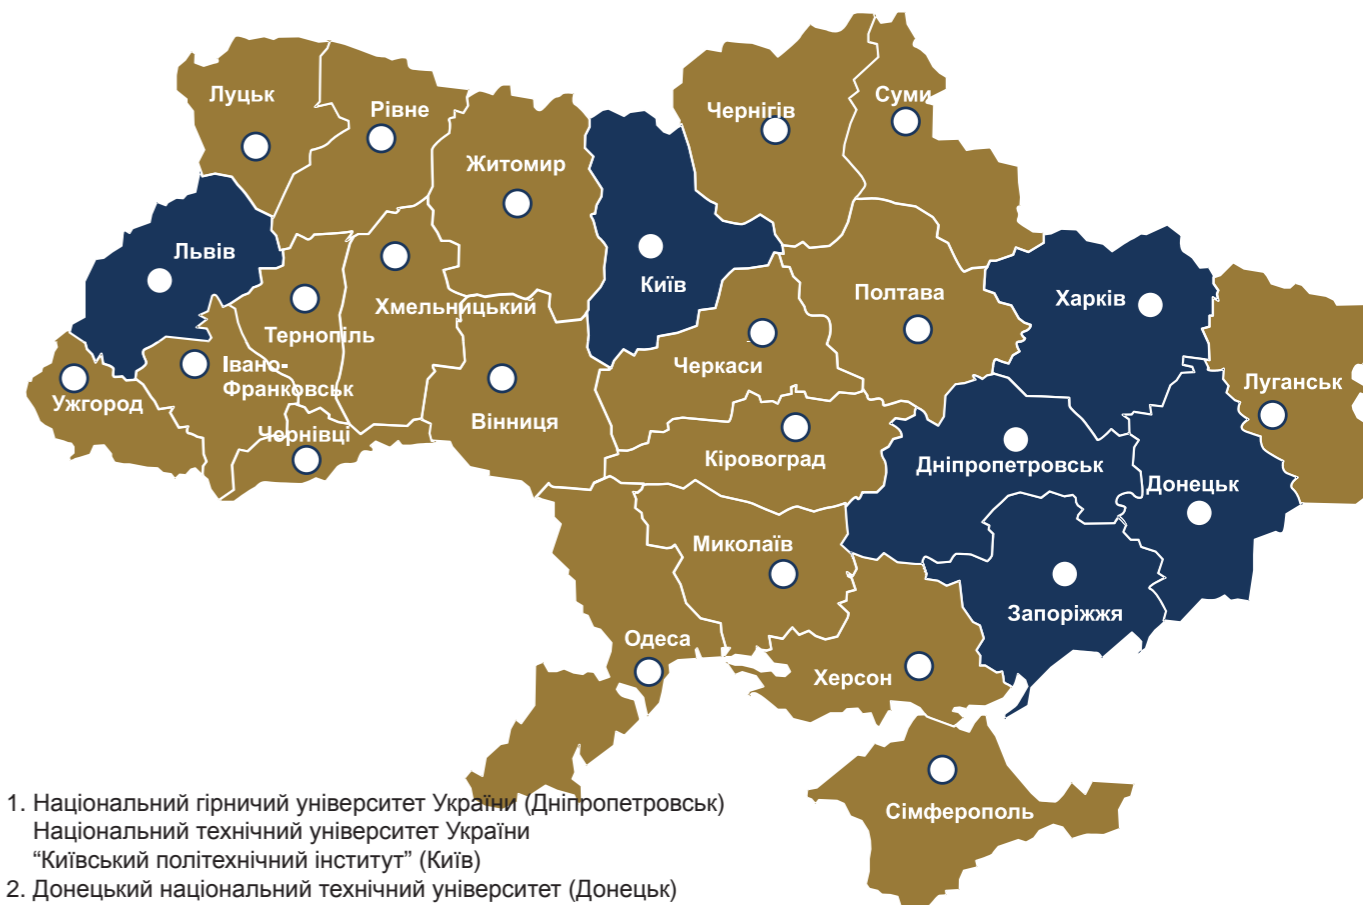 Луцьк
Рівне
Чернігів
Суми
Житомир
Львів
Київ
Полтава
Харків
Хмельницький
Тернопіль
Черкаси
Івано-
Франковськ
Луганськ
Ужгород
Вінниця
Чернівці
Кіровоград
Дніпропетровськ
Донецьк
Миколаїв
Запоріжжя
Одеса
Херсон
Сімферополь
1. Національний гірничий університет України (Дніпропетровськ)
Національний технічний університет України
“Київський політехнічний інститут” (Київ)
2. Донецький національний технічний університет (Донецьк)